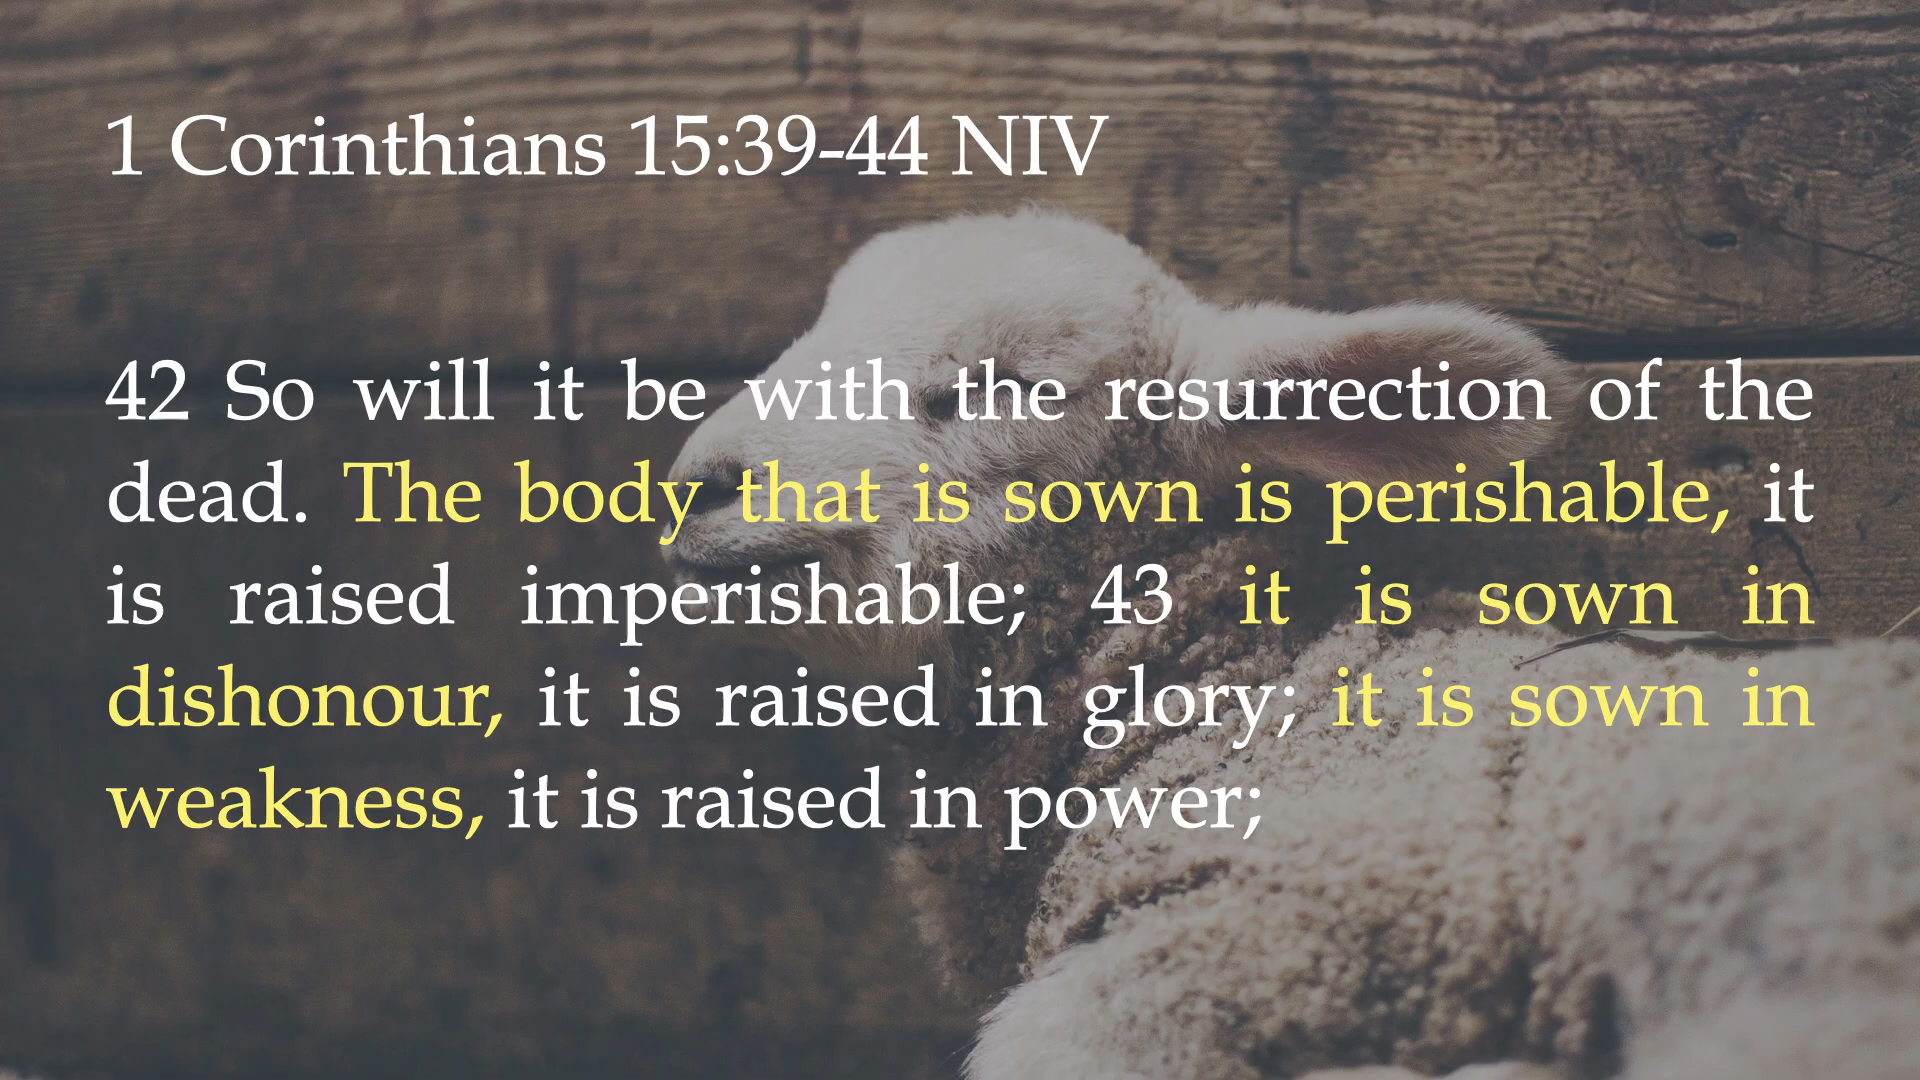 1 Corinthians 15:39-44 NIV
42 So will it be with the resurrection of the
dead. The body that is sown is perishable, it
is raised imperishable; 43 it is sown in
dishonour, it is raised in glory; it is sown in
weakness, it is raised in power;